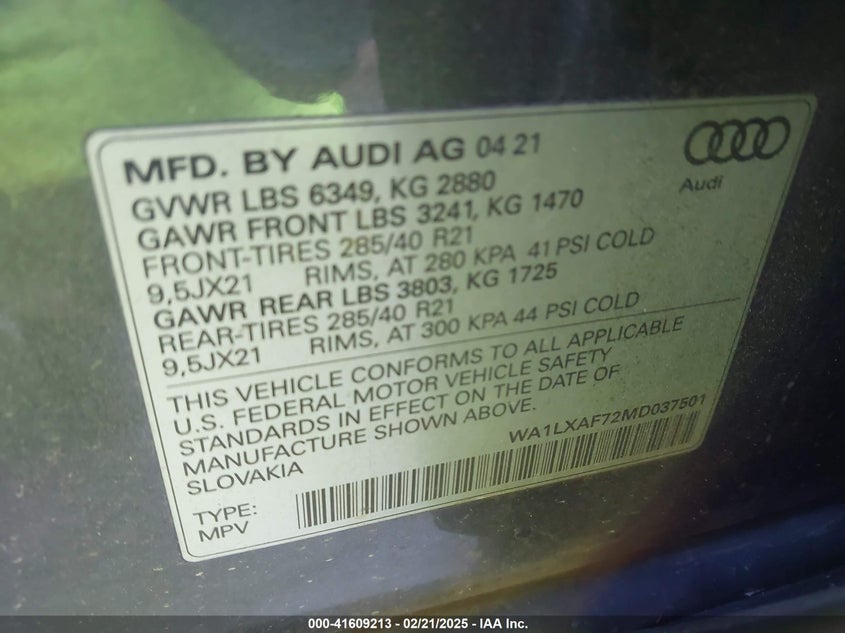 MFD. BY AUDI AG 04 21
Audi
GVWR LBS 6349, KG 2880
GAWR FRONT LBS 3241, KG 1470
FRONT-TIRES 285/40 R21
9,5JX21 RIMS, AT 280 KPA 41 PSI COLD
GAWR REAR LBS 3803, KG 1725
REAR-TIRES 285/40 R21
9,5JX21 RIMS, AT 300 KPA 44 PSI COLD
THIS VEHICLE CONFORMS TO ALL APPLICABLE
U.S. FEDERAL MOTOR VEHICLE SAFETY
STANDARDS IN EFFECT ON THE DATE OF
MANUFACTURE SHOWN ABOVE.
SLOVAKIA
WA1LXAF72MD037501
TYPE:
MPV
000-41609213 - 02/21/2025 - IAA Inc.